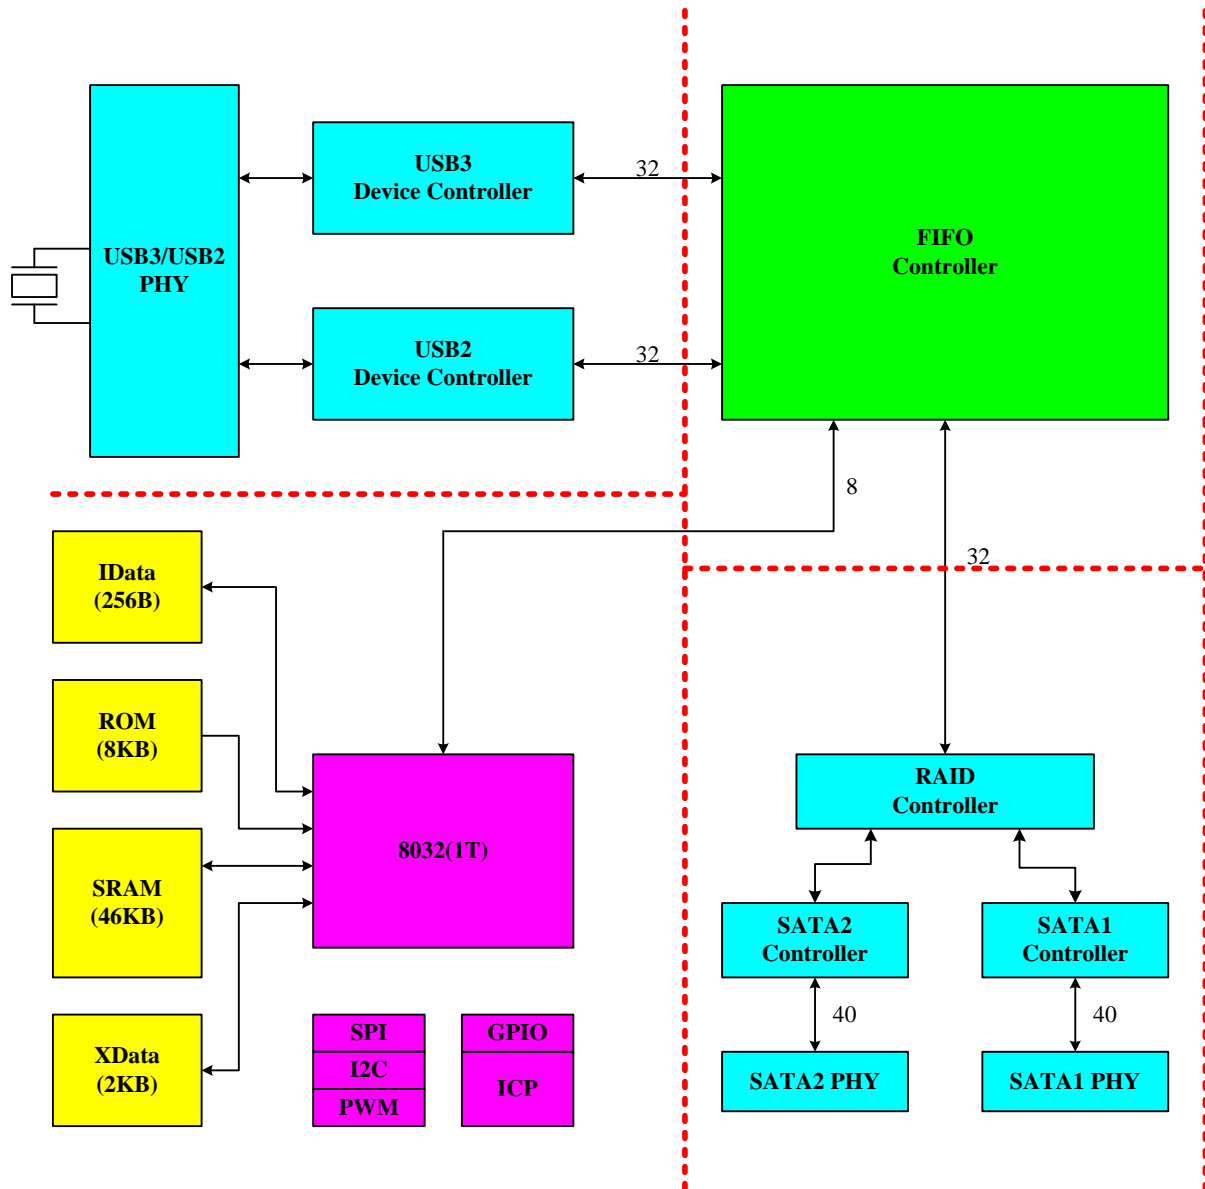 USB3/USB2
PHY
USB3
Device Controller
32
USB2
Device Controller
32
FIFO
Controller
8
32
IData
(256B)
ROM
(8KB)
SRAM
(46KB)
XData
(2KB)
8032(1T)
SPI
I2C
PWM
GPIO
ICP
RAID
Controller
SATA2
Controller
SATA1
Controller
40
40
SATA2 PHY
SATA1 PHY